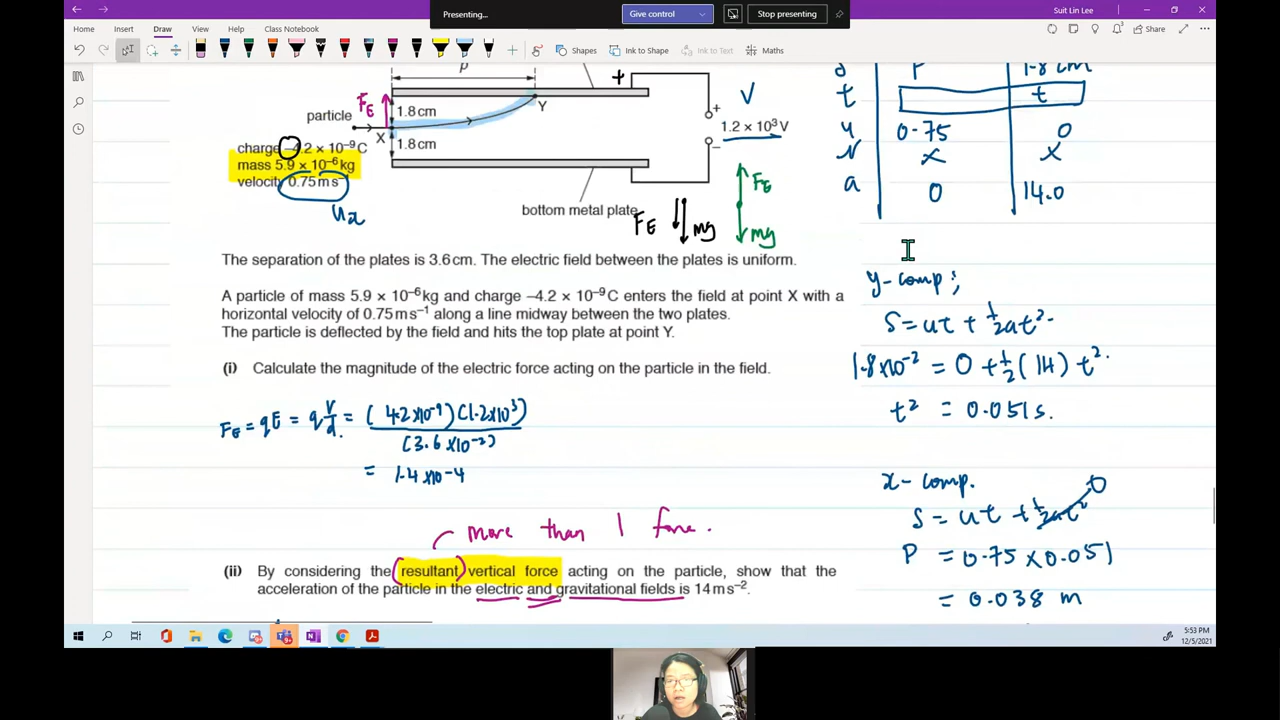 Presenting...
Give control
Stop presenting
Suit Lin Lee
Home Insert Draw View Help Class Notebook
Share
Shapes
Ink to Shape
Ink to Text
Maths
p
+
particle
FE
1.8 cm
X
Y
1.8 cm
charge –4.2 × 10–9 C
mass 5.9 × 10–6 kg
velocity 0.75 m s–1
ux
bottom metal plate
V
+
1.2 × 10³ V
–
FE
mg
FE
mg
P 1.8 cm
t t
u 0.75 0
v x x
a 0 14.0
The separation of the plates is 3.6 cm. The electric field between the plates is uniform.
A particle of mass 5.9 × 10–6 kg and charge –4.2 × 10–9 C enters the field at point X with a
horizontal velocity of 0.75 m s–1 along a line midway between the two plates.
The particle is deflected by the field and hits the top plate at point Y.
(i) Calculate the magnitude of the electric force acting on the particle in the field.
FE = qE = q V/d = (4.2×10-9)(1.2×10³)
(3.6×10-2)
= 1.4×10-4
more than 1 force.
(ii) By considering the resultant vertical force acting on the particle, show that the
acceleration of the particle in the electric and gravitational fields is 14 m s–2.
y-comp;
S = ut + ½at².
1.8×10-2 = 0 + ½(14) t².
t² = 0.051s.
x-comp.
0
S = ut + ½at²
P = 0.75 × 0.051
= 0.038 m
5:53 PM
12/5/2021